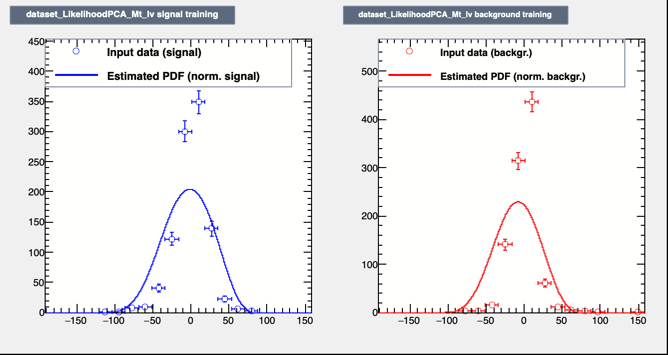 dataset_LikelihoodPCA_Mt_lv signal training
450
400
350
300
250
200
150
100
50
0
Input data (signal)
Estimated PDF (norm. signal)
−150 −100 −50 0 50 100 150
dataset_LikelihoodPCA_Mt_lv background training
500
400
300
200
100
0
Input data (backgr.)
Estimated PDF (norm. backgr.)
−150 −100 −50 0 50 100 150